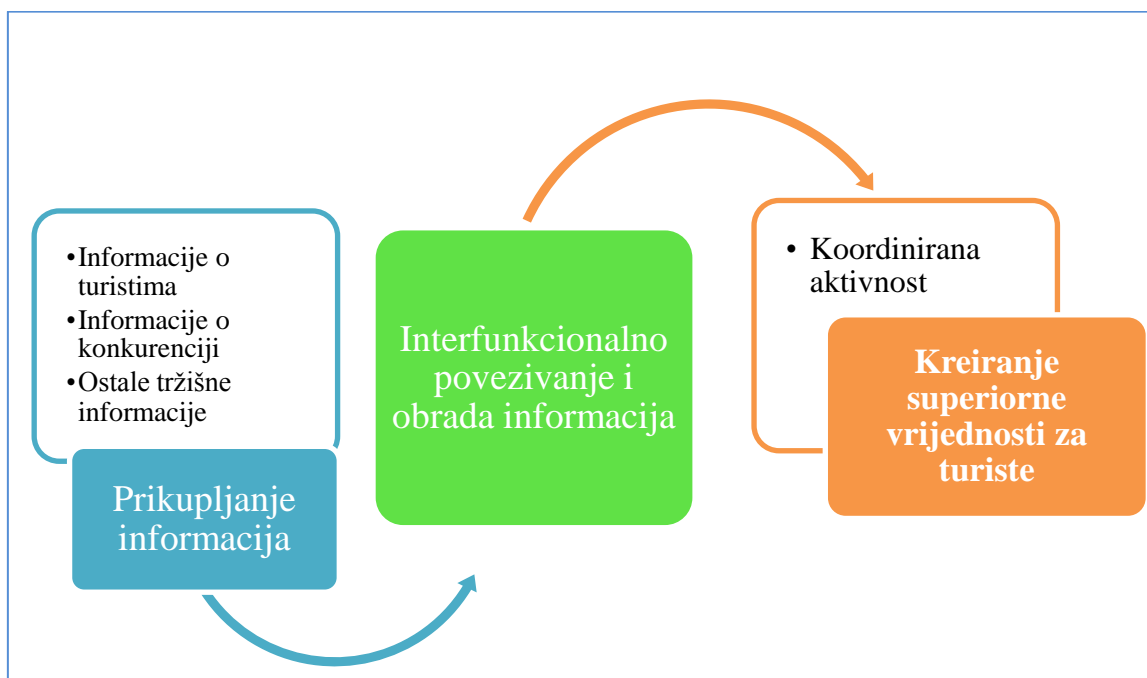 •Informacije o
turistima
•Informacije o
konkurenciji
•Ostale tržišne
informacije
Prikupljanje
informacija
Interfunkcionalno
povezivanje i
obrada informacija
• Koordinirana
aktivnost
Kreiranje
superiorne
vrijednosti za
turiste